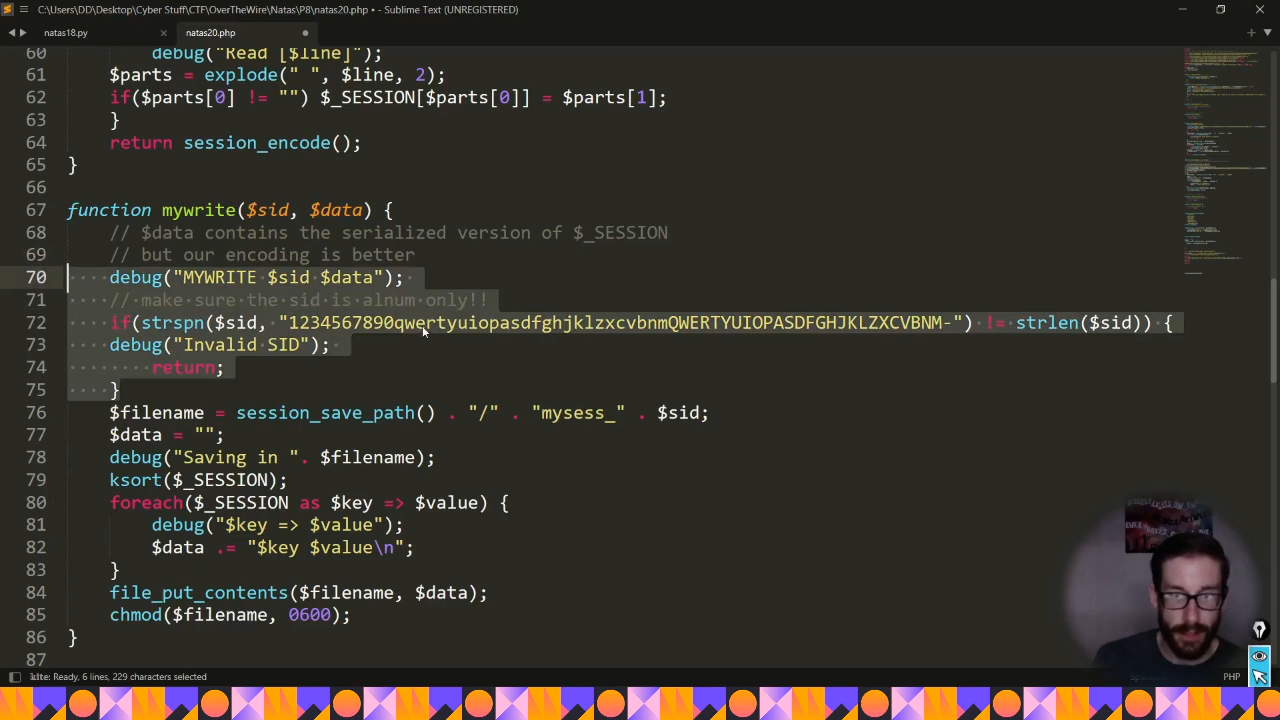 C:\Users\DD\Desktop\Cyber Stuff\CTF\OverTheWire\Natas\P8\natas20.php • - Sublime Text (UNREGISTERED)
natas18.py
natas20.php
60 debug("Read [$line]");
61 $parts = explode(" ", $line, 2);
62 if($parts[0] != "") $_SESSION[$parts[0]] = $parts[1];
63 }
64 return session_encode();
65 }
66
67 function mywrite($sid, $data) {
68 // $data contains the serialized version of $_SESSION
69 // but our encoding is better
70 debug("MYWRITE $sid $data");
71 // make sure the sid is alnum only!!
72 if(strspn($sid, "1234567890qwertyuiopasdfghjklzxcvbnmQWERTYUIOPASDFGHJKLZXCVBNM-") != strlen($sid)) {
73 debug("Invalid SID");
74 return;
75 }
76 $filename = session_save_path() . "/" . "mysess_" . $sid;
77 $data = "";
78 debug("Saving in ". $filename);
79 ksort($_SESSION);
80 foreach($_SESSION as $key => $value) {
81 debug("$key => $value");
82 $data .= "$key $value\n";
83 }
84 file_put_contents($filename, $data);
85 chmod($filename, 0600);
86 }
87
Ready, 6 lines, 229 characters selected
PHP